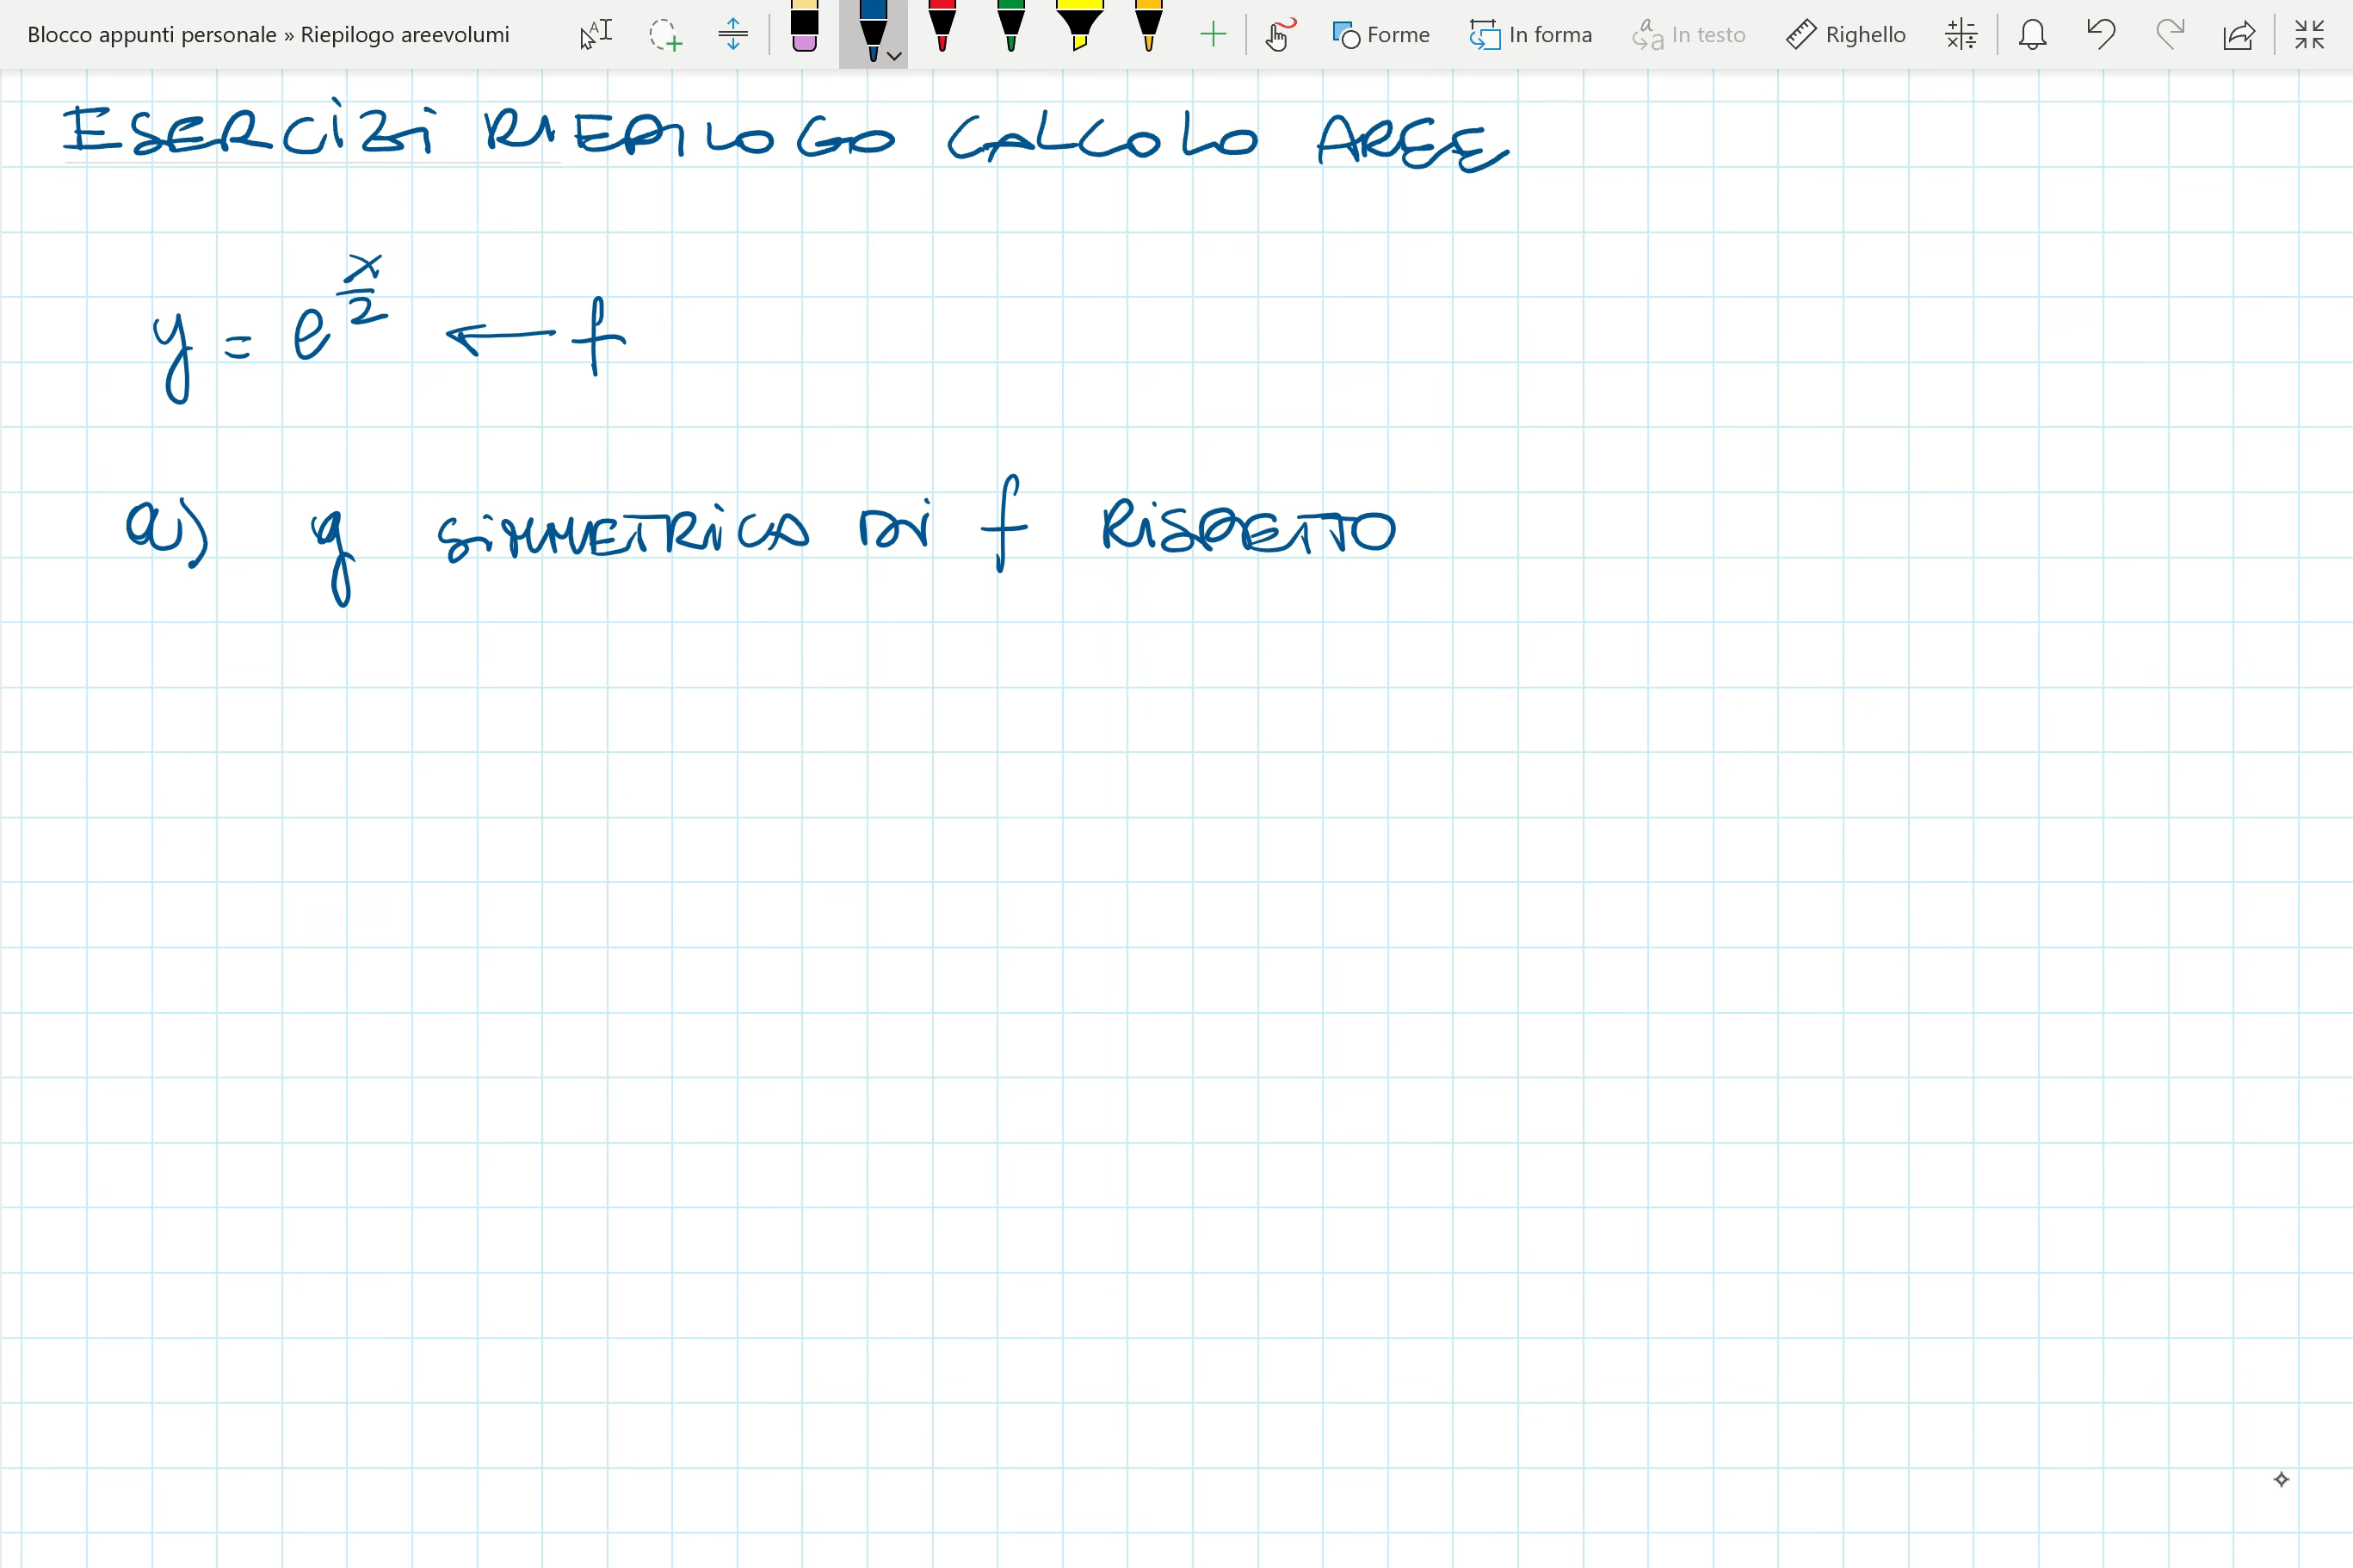 Blocco appunti personale » Riepilogo areevolumi Forme In forma In testo Righello
ESERCIZI RIEPILOGO CALCOLO AREE
y = e^{x/2} ← f
a) g SIMMETRICA DI f RISPETTO